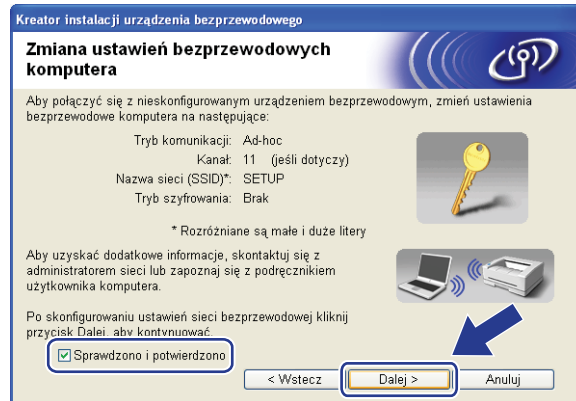 Kreator instalacji urządzenia bezprzewodowego
Zmiana ustawień bezprzewodowych
komputera
Aby połączyć się z nieskonfigurowanym urządzeniem bezprzewodowym, zmień ustawienia
bezprzewodowe komputera na następujące:
Tryb komunikacji: Ad-hoc
Kanał: 11 (jeśli dotyczy)
Nazwa sieci (SSID)*: SETUP
Tryb szyfrowania: Brak
* Rozróżniane są małe i duże litery
Aby uzyskać dodatkowe informacje, skontaktuj się z
administratorem sieci lub zapoznaj się z podręcznikiem
użytkownika komputera.
Po skonfigurowaniu ustawień sieci bezprzewodowej kliknij
przycisk Dalej, aby kontynuować.
Sprawdzono i potwierdzono
< Wstecz Dalej > Anuluj